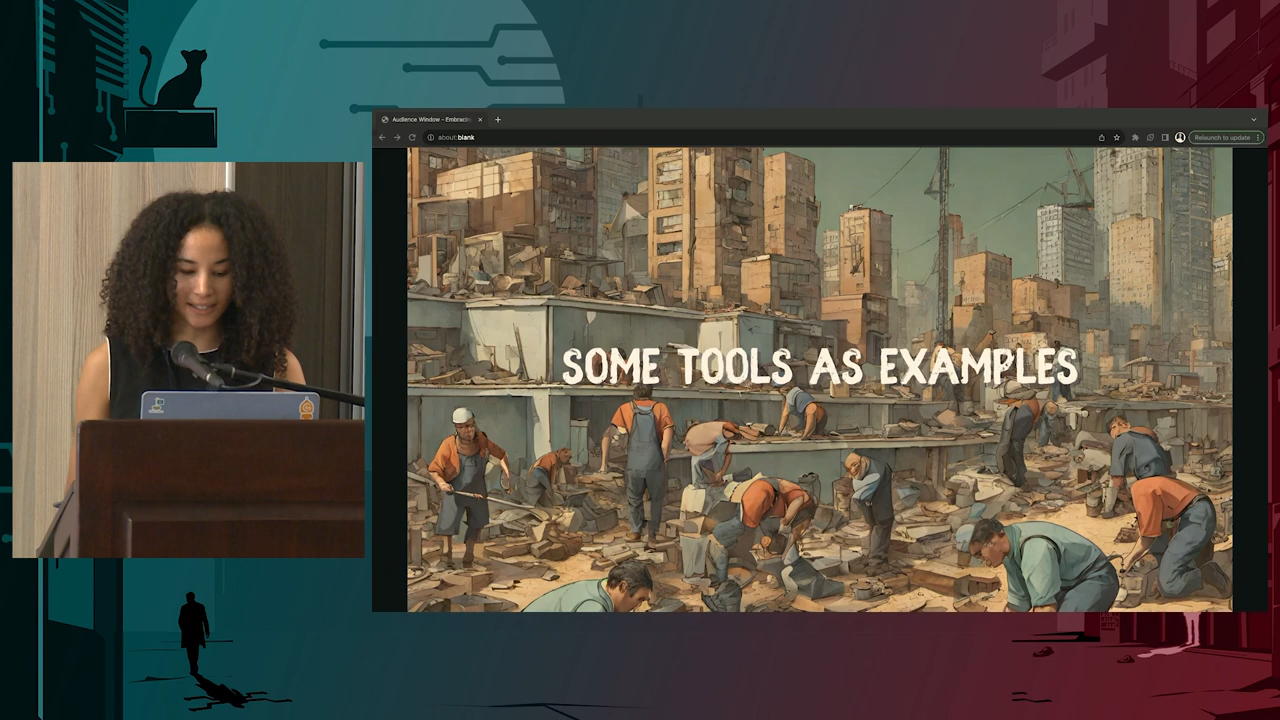 Audience Window - Embracin
about:blank
Relaunch to update
SOME TOOLS AS EXAMPLES